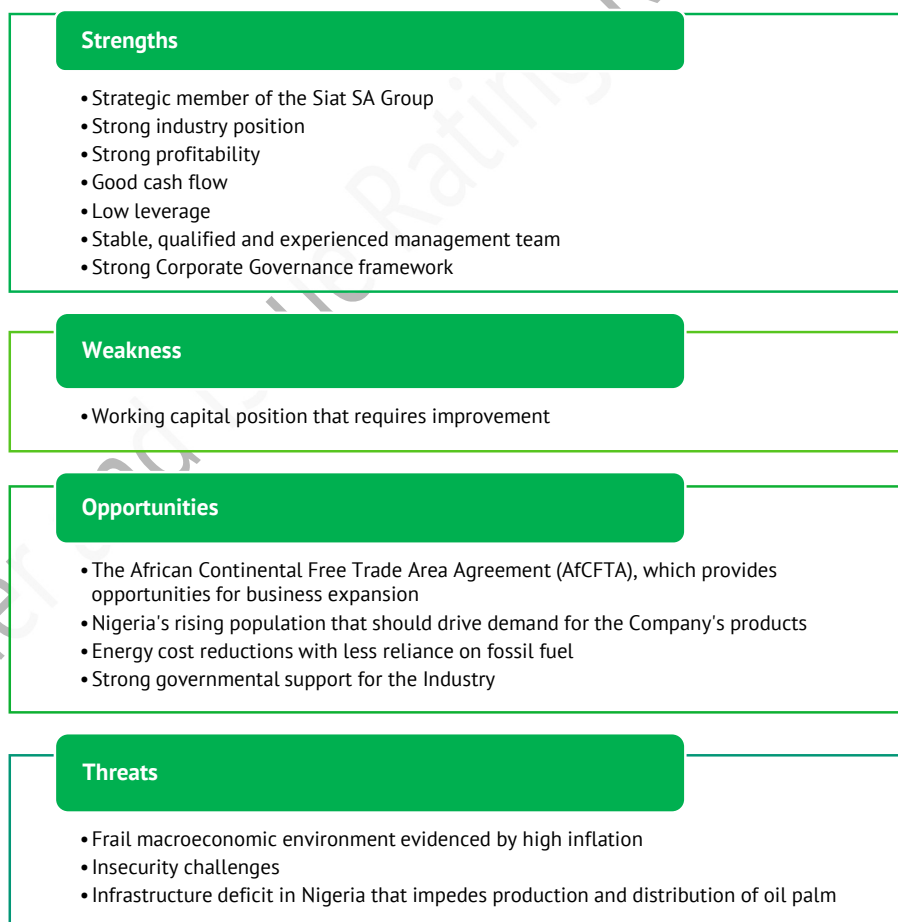 Strengths
• Strategic member of the Siat SA Group
• Strong industry position
• Strong profitability
• Good cash flow
• Low leverage
• Stable, qualified and experienced management team
• Strong Corporate Governance framework
Weakness
• Working capital position that requires improvement
Opportunities
• The African Continental Free Trade Area Agreement (AfCFTA), which provides
opportunities for business expansion
• Nigeria's rising population that should drive demand for the Company's products
• Energy cost reductions with less reliance on fossil fuel
• Strong governmental support for the Industry
Threats
• Frail macroeconomic environment evidenced by high inflation
• Insecurity challenges
• Infrastructure deficit in Nigeria that impedes production and distribution of oil palm